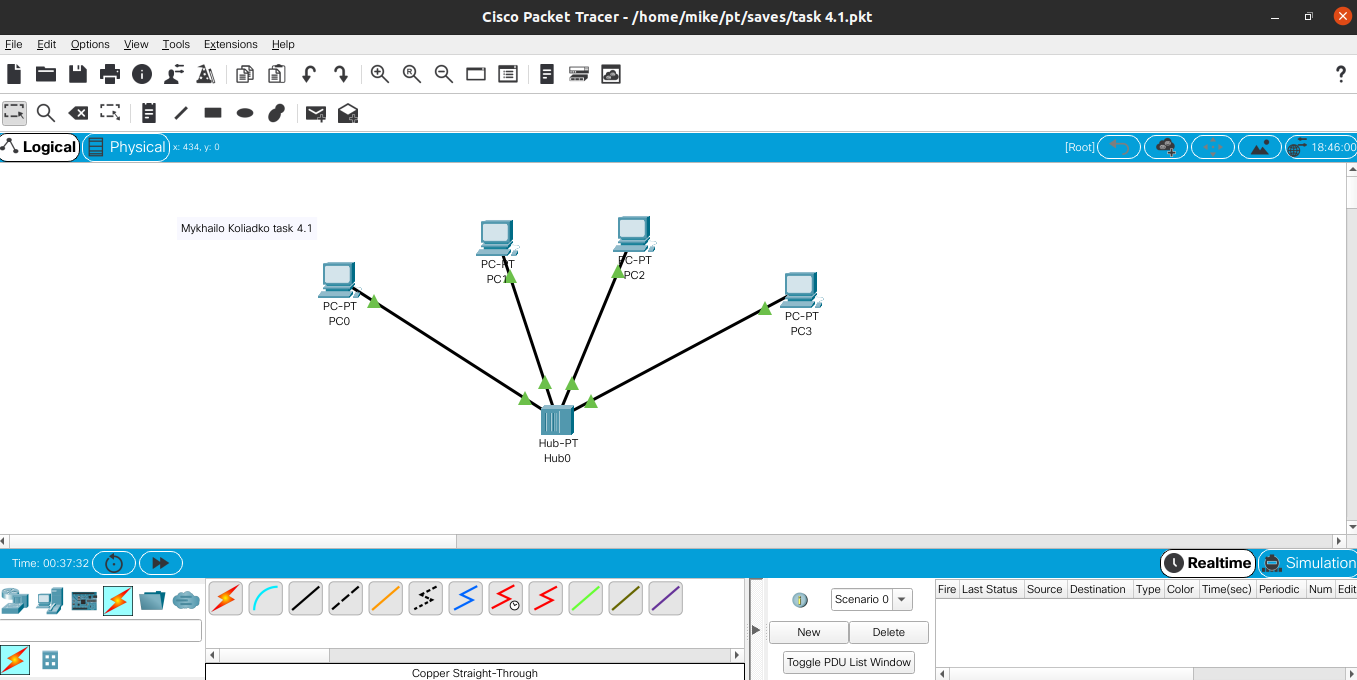 Cisco Packet Tracer - /home/mike/pt/saves/task 4.1.pkt
File Edit Options View Tools Extensions Help
Logical Physical x: 434, y: 0 [Root] 18:46:00
Mykhailo Koliadko task 4.1
PC-PT
PC0
PC-PT
PC1
PC-PT
PC2
PC-PT
PC3
Hub-PT
Hub0
Time: 00:37:32 Realtime Simulation
Scenario 0
New Delete
Toggle PDU List Window
Fire Last Status Source Destination Type Color Time(sec) Periodic Num Edit
Copper Straight-Through